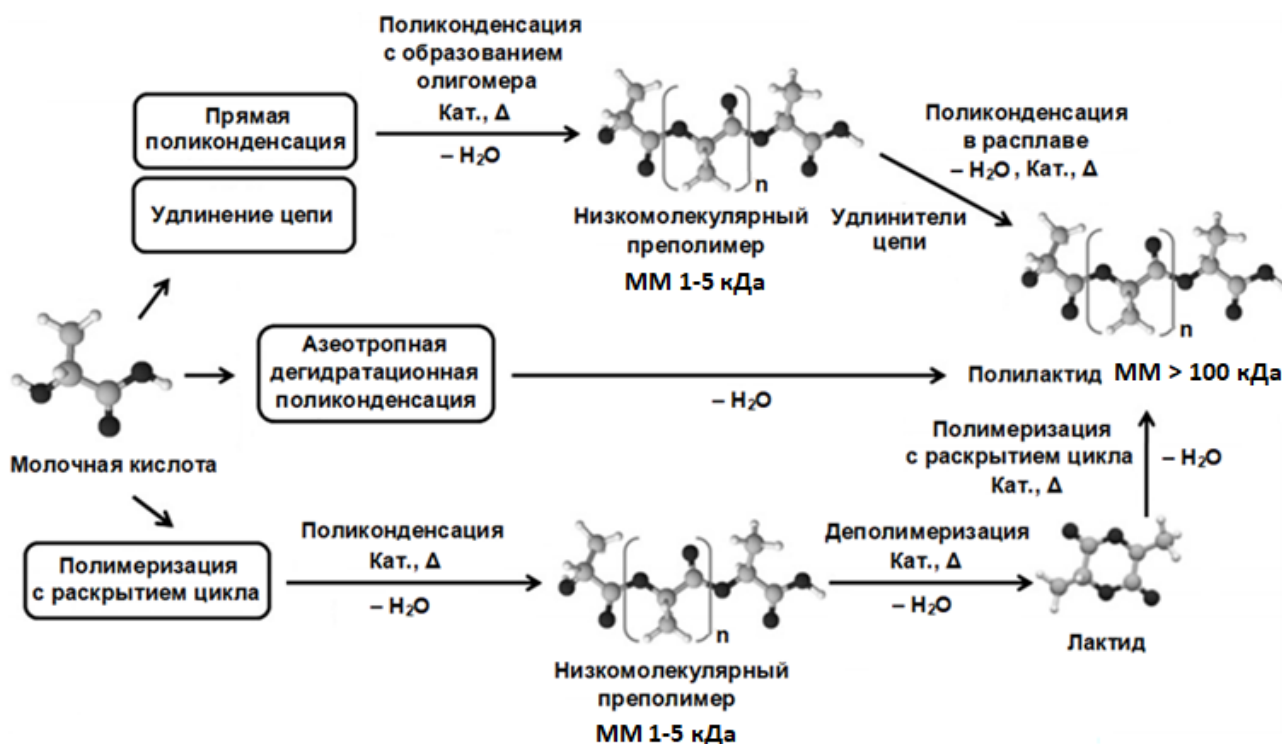 Поликонденсация
с образованием
олигомера
Кат., Δ
– H₂O
Прямая
поликонденсация
Удлинение цепи
n
Низкомолекулярный
преполимер
ММ 1-5 кДа
Поликонденсация
в расплаве
– H₂O, Кат., Δ
Удлинители
цепи
Молочная кислота
Азеотропная
дегидратационная
поликонденсация
– H₂O
n
Полилактид ММ > 100 кДа
Полимеризация
с раскрытием цикла
Кат., Δ
– H₂O
Полимеризация
с раскрытием цикла
Поликонденсация
Кат., Δ
– H₂O
n
Низкомолекулярный
преполимер
ММ 1-5 кДа
Деполимеризация
Кат., Δ
– H₂O
Лактид